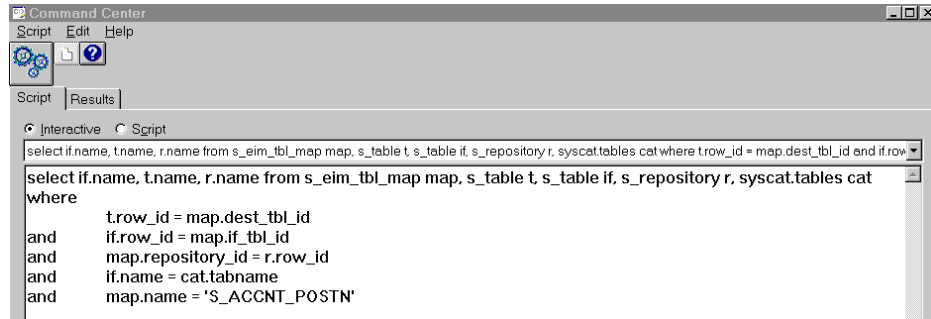 Command Center
Script Edit Help
Script Results
Interactive Script
select if.name, t.name, r.name from s_eim_tbl_map map, s_table t, s_table if, s_repository r, syscat.tables cat where t.row_id = map.dest_tbl_id and if.row
select if.name, t.name, r.name from s_eim_tbl_map map, s_table t, s_table if, s_repository r, syscat.tables cat
where
t.row_id = map.dest_tbl_id
and if.row_id = map.if_tbl_id
and map.repository_id = r.row_id
and if.name = cat.tabname
and map.name = 'S_ACCNT_POSTN'